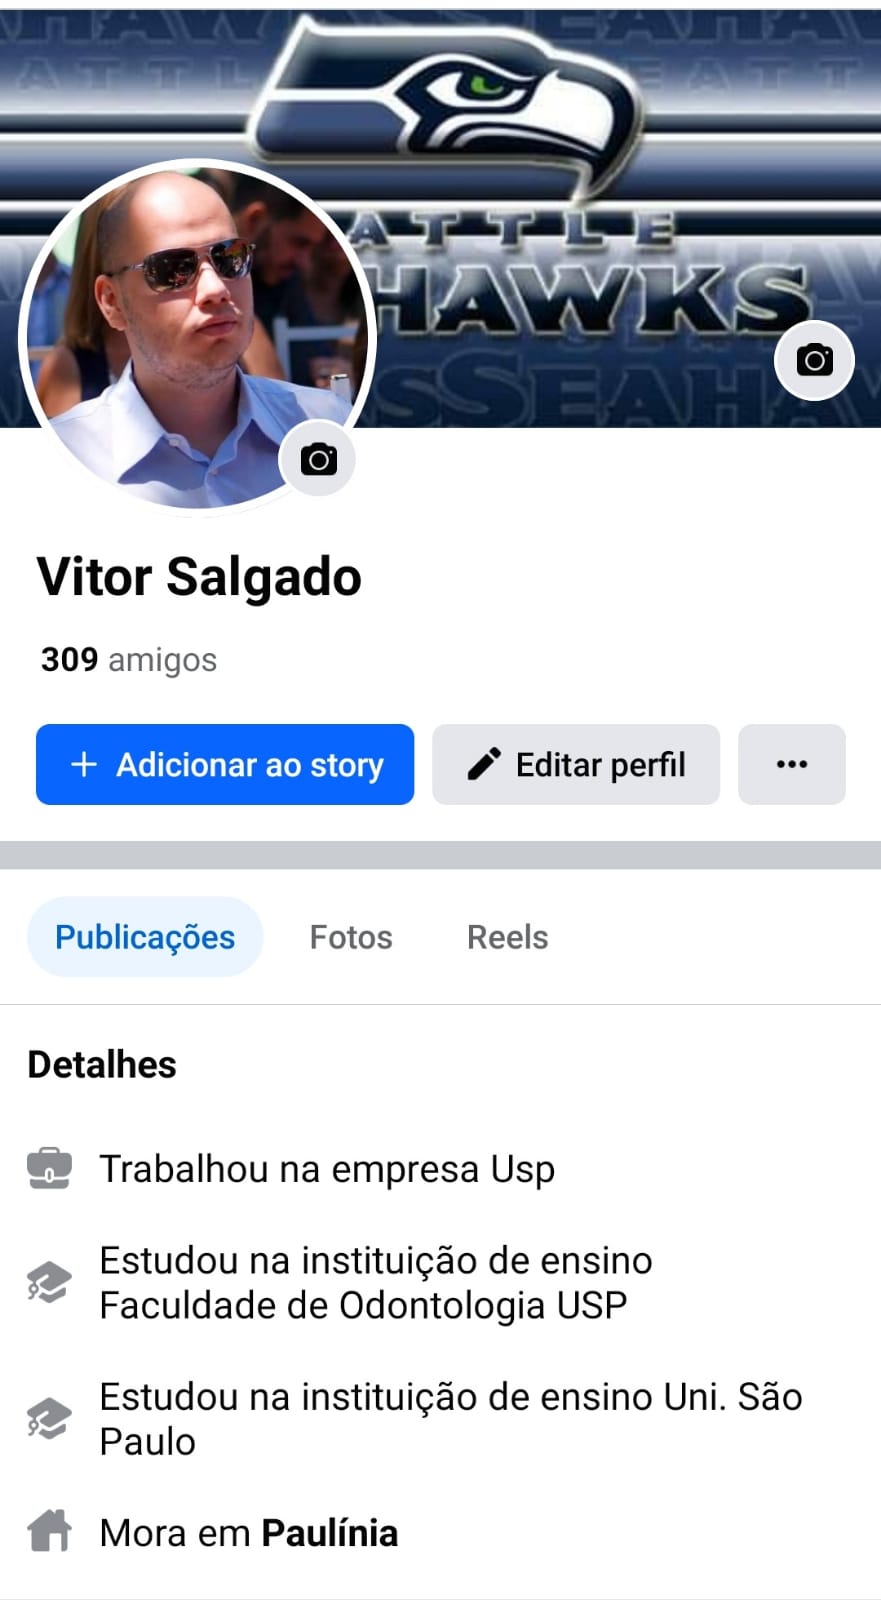 SEATTLE
HAWKS
Vitor Salgado
309 amigos
+ Adicionar ao story
Editar perfil
Publicações
Fotos
Reels
Detalhes
Trabalhou na empresa Usp
Estudou na instituição de ensino
Faculdade de Odontologia USP
Estudou na instituição de ensino Uni. São
Paulo
Mora em Paulínia